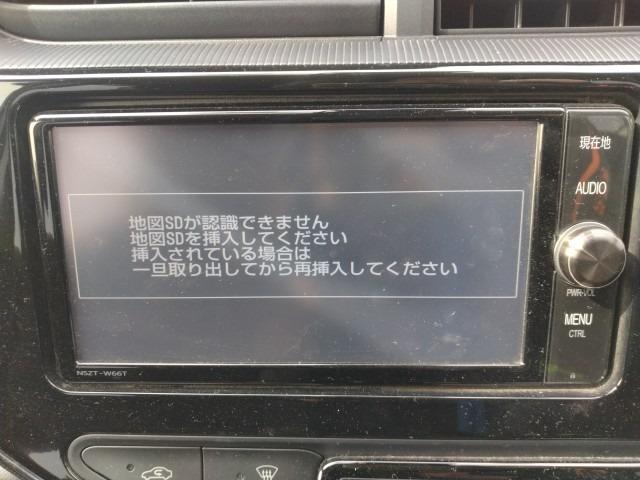 地図SDが認識できません
地図SDを挿入してください
挿入されている場合は
一旦取り出してから再挿入してください
現在地
AUDIO
PWR·VOL
MENU
CTRL
NSZT-W66T